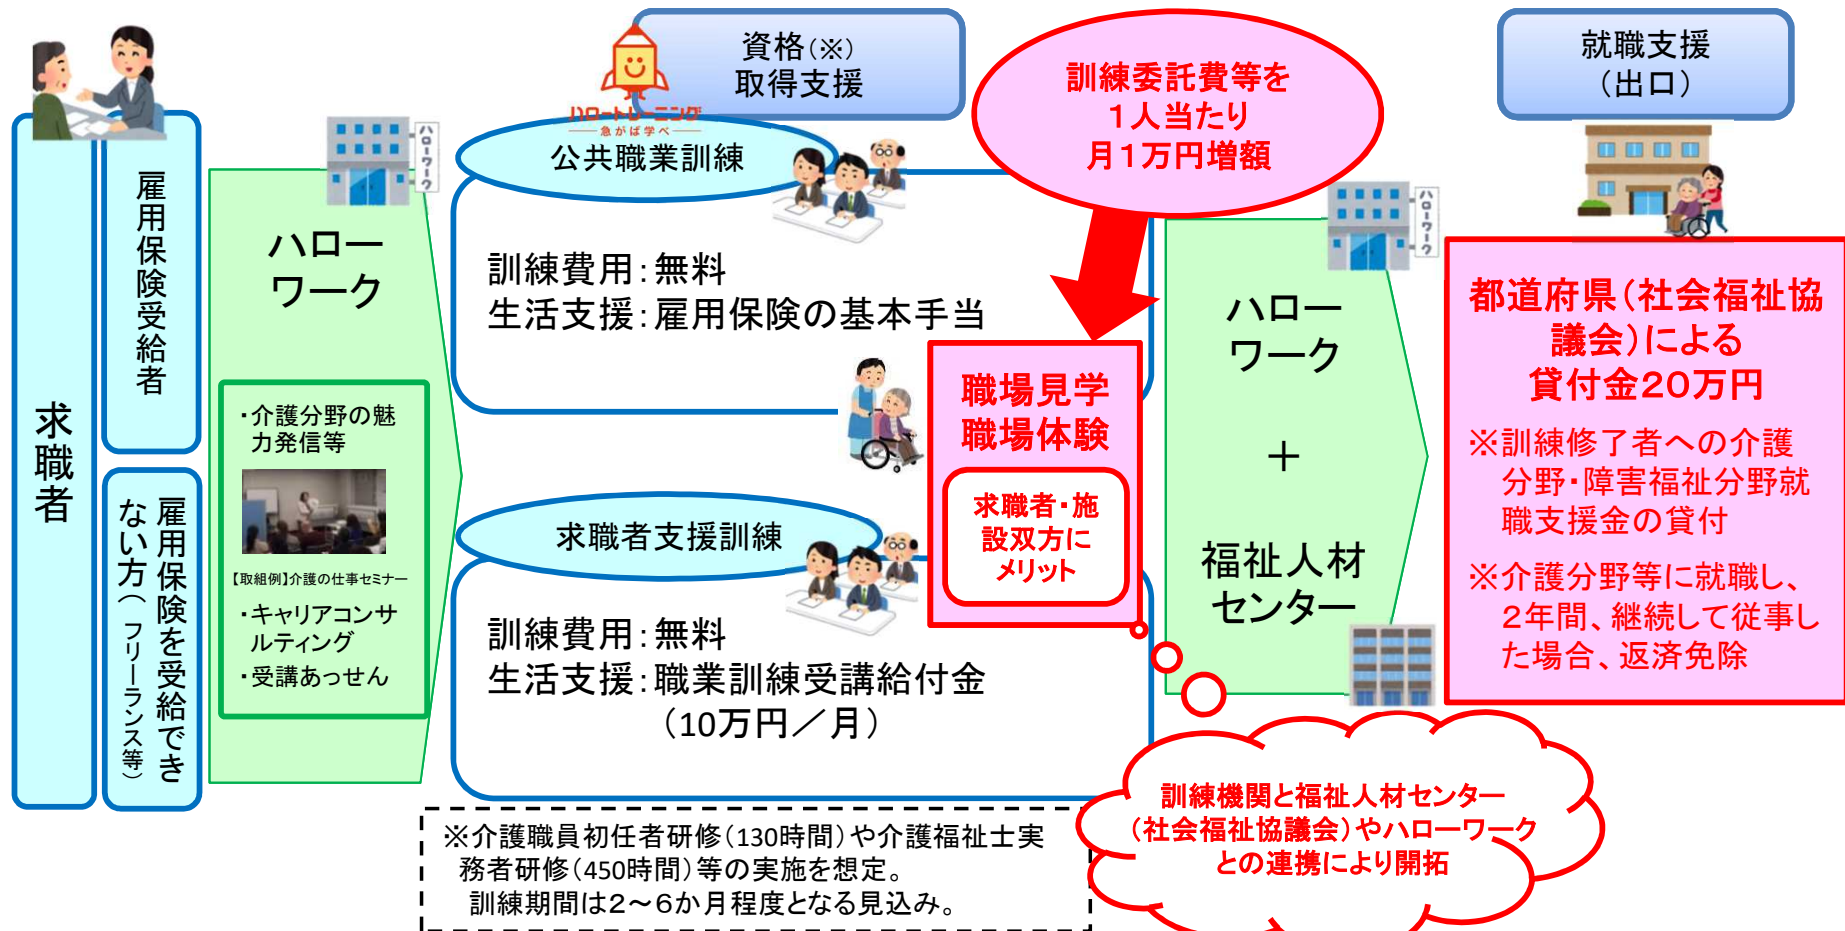 資格（※）
取得支援
ハロートレーニング
急がば学べ
訓練委託費等を
１人当たり
月１万円増額
就職支援
（出口）
求職者
雇用保険受給者
雇用保険を受給でき
ない方（フリーランス等）
ハローワーク
ハロー
ワーク
・介護分野の魅
力発信等
【取組例】介護の仕事セミナー
・キャリアコンサ
ルティング
・受講あっせん
公共職業訓練
訓練費用：無料
生活支援：雇用保険の基本手当
求職者支援訓練
訓練費用：無料
生活支援：職業訓練受講給付金
（10万円／月）
職場見学
職場体験
求職者・施
設双方に
メリット
ハローワーク
ハロー
ワーク
＋
福祉人材
センター
都道府県（社会福祉協
議会）による
貸付金20万円
※訓練修了者への介護
分野・障害福祉分野就
職支援金の貸付
※介護分野等に就職し、
２年間、継続して従事し
た場合、返済免除
訓練機関と福祉人材センター
（社会福祉協議会）やハローワーク
との連携により開拓
※介護職員初任者研修（130時間）や介護福祉士実
務者研修（450時間）等の実施を想定。
訓練期間は２～６か月程度となる見込み。